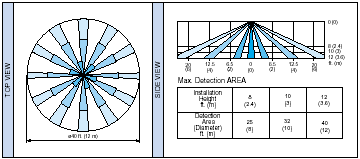 TOP VIEW
ø40 ft. (12 m)
SIDE VIEW
0 (0)
8 (2.4)
10 (3)
12 (3.6)
ft. (m)
20 12.5 6.5 0 6.5 12.5 20
(6) (4) (2) (0) (2) (4) (6)
Max. Detection AREA
Installation Height ft. (m)
8 (2.4)
10 (3)
12 (3.6)
Detection Area (Diameter) ft. (m)
25 (8)
32 (10)
40 (12)